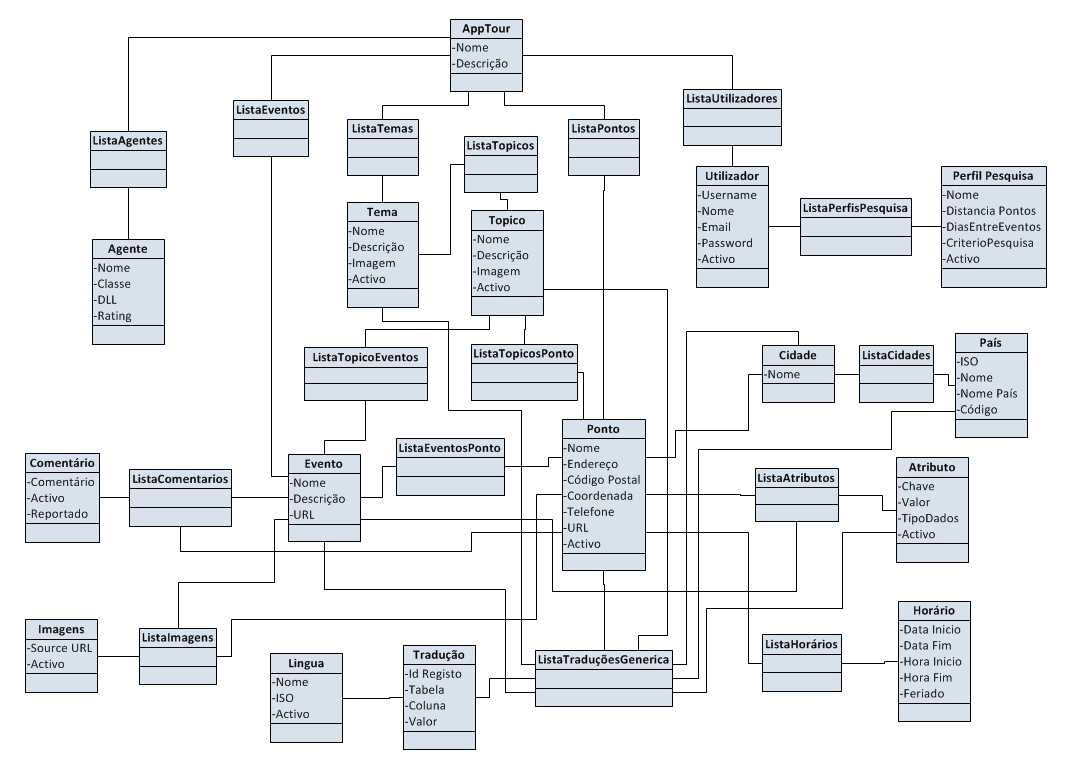 AppTour
-Nome
-Descrição
ListaEventos
ListaUtilizadores
ListaAgentes
ListaTemas
ListaTopicos
ListaPontos
Utilizador
-Username
-Nome
-Email
-Password
-Activo
ListaPerfisPesquisa
Perfil Pesquisa
-Nome
-Distancia Pontos
-DiasEntreEventos
-CriterioPesquisa
-Activo
Tema
-Nome
-Descrição
-Imagem
-Activo
Topico
-Nome
-Descrição
-Imagem
-Activo
Agente
-Nome
-Classe
-DLL
-Rating
ListaTopicoEventos
ListaTopicosPonto
Cidade
-Nome
ListaCidades
País
-ISO
-Nome
-Nome País
-Código
Ponto
-Nome
-Endereço
-Código Postal
-Coordenada
-Telefone
-URL
-Activo
ListaEventosPonto
Comentário
-Comentário
-Activo
-Reportado
ListaComentarios
Evento
-Nome
-Descrição
-URL
ListaAtributos
Atributo
-Chave
-Valor
-TipoDados
-Activo
Imagens
-Source URL
-Activo
ListaImagens
Lingua
-Nome
-ISO
-Activo
Tradução
-Id Registo
-Tabela
-Coluna
-Valor
ListaTraduçõesGenerica
ListaHorários
Horário
-Data Inicio
-Data Fim
-Hora Inicio
-Hora Fim
-Feriado